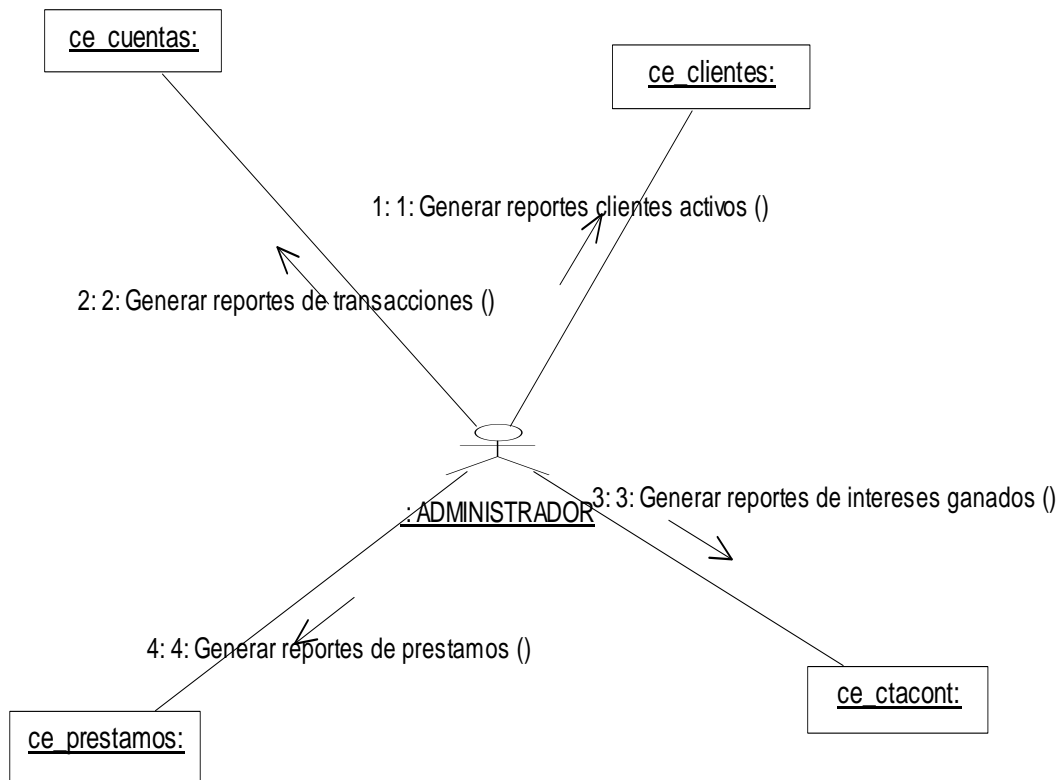 ce_cuentas:
ce_clientes:
1: 1: Generar reportes clientes activos ()
2: 2: Generar reportes de transacciones ()
3: 3: Generar reportes de intereses ganados ()
: ADMINISTRADOR
4: 4: Generar reportes de prestamos ()
ce_ctacont:
ce_prestamos: